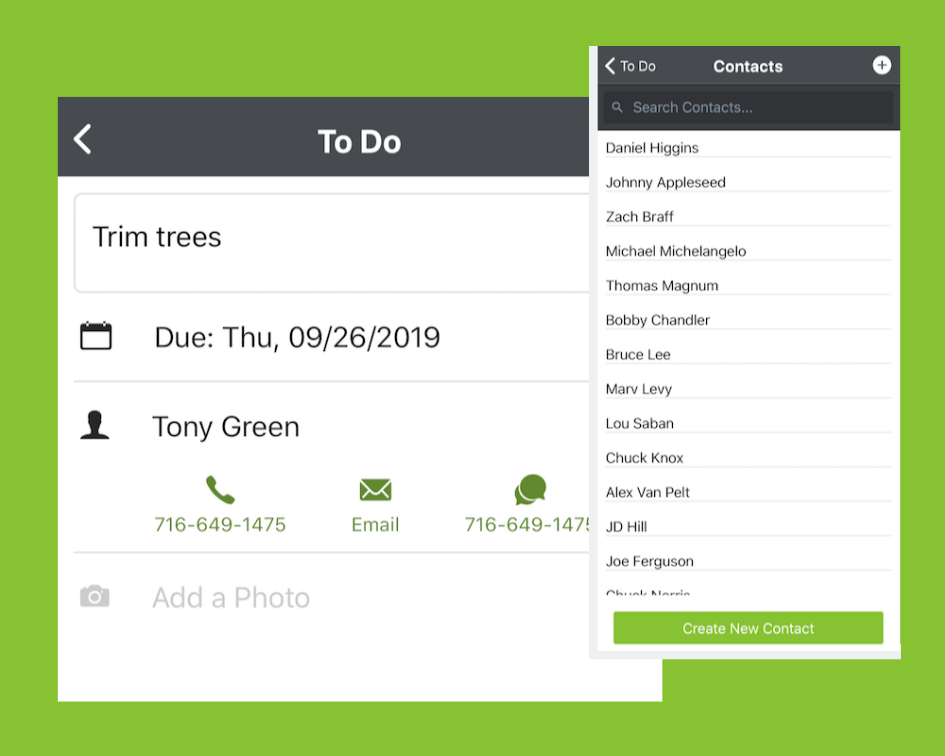 To Do
Trim trees
Due: Thu, 09/26/2019
Tony Green
716-649-1475
Email
716-649-1475
Add a Photo
To Do
Contacts
Search Contacts...
Daniel Higgins
Johnny Appleseed
Zach Braff
Michael Michelangelo
Thomas Magnum
Bobby Chandler
Bruce Lee
Marv Levy
Lou Saban
Chuck Knox
Alex Van Pelt
JD Hill
Joe Ferguson
Chuck Norris
Create New Contact